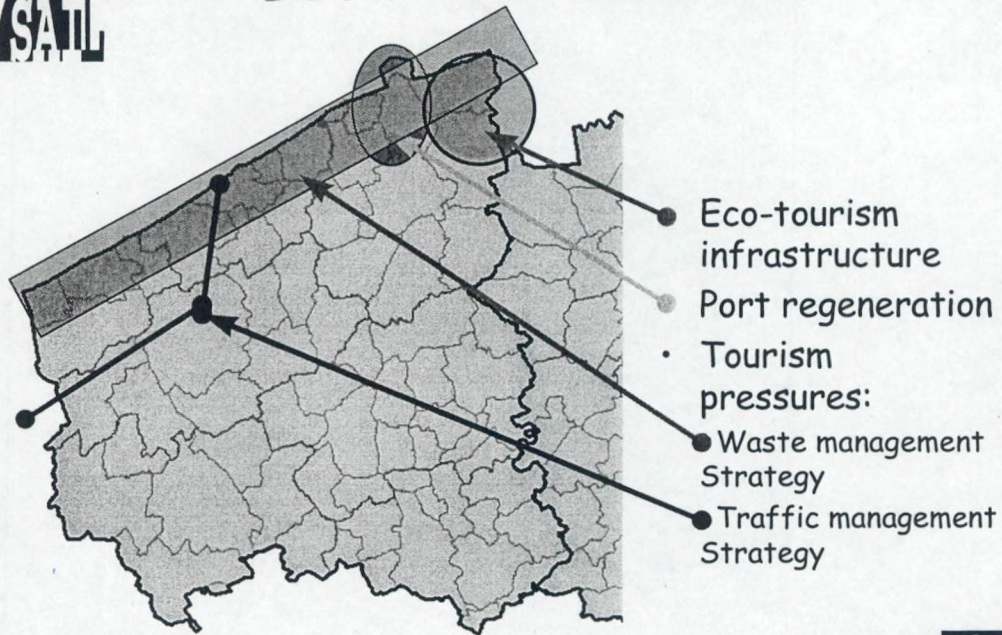 SAIL
Eco-tourism
infrastructure
Port regeneration
• Tourism
pressures:
Waste management
Strategy
Traffic management
Strategy